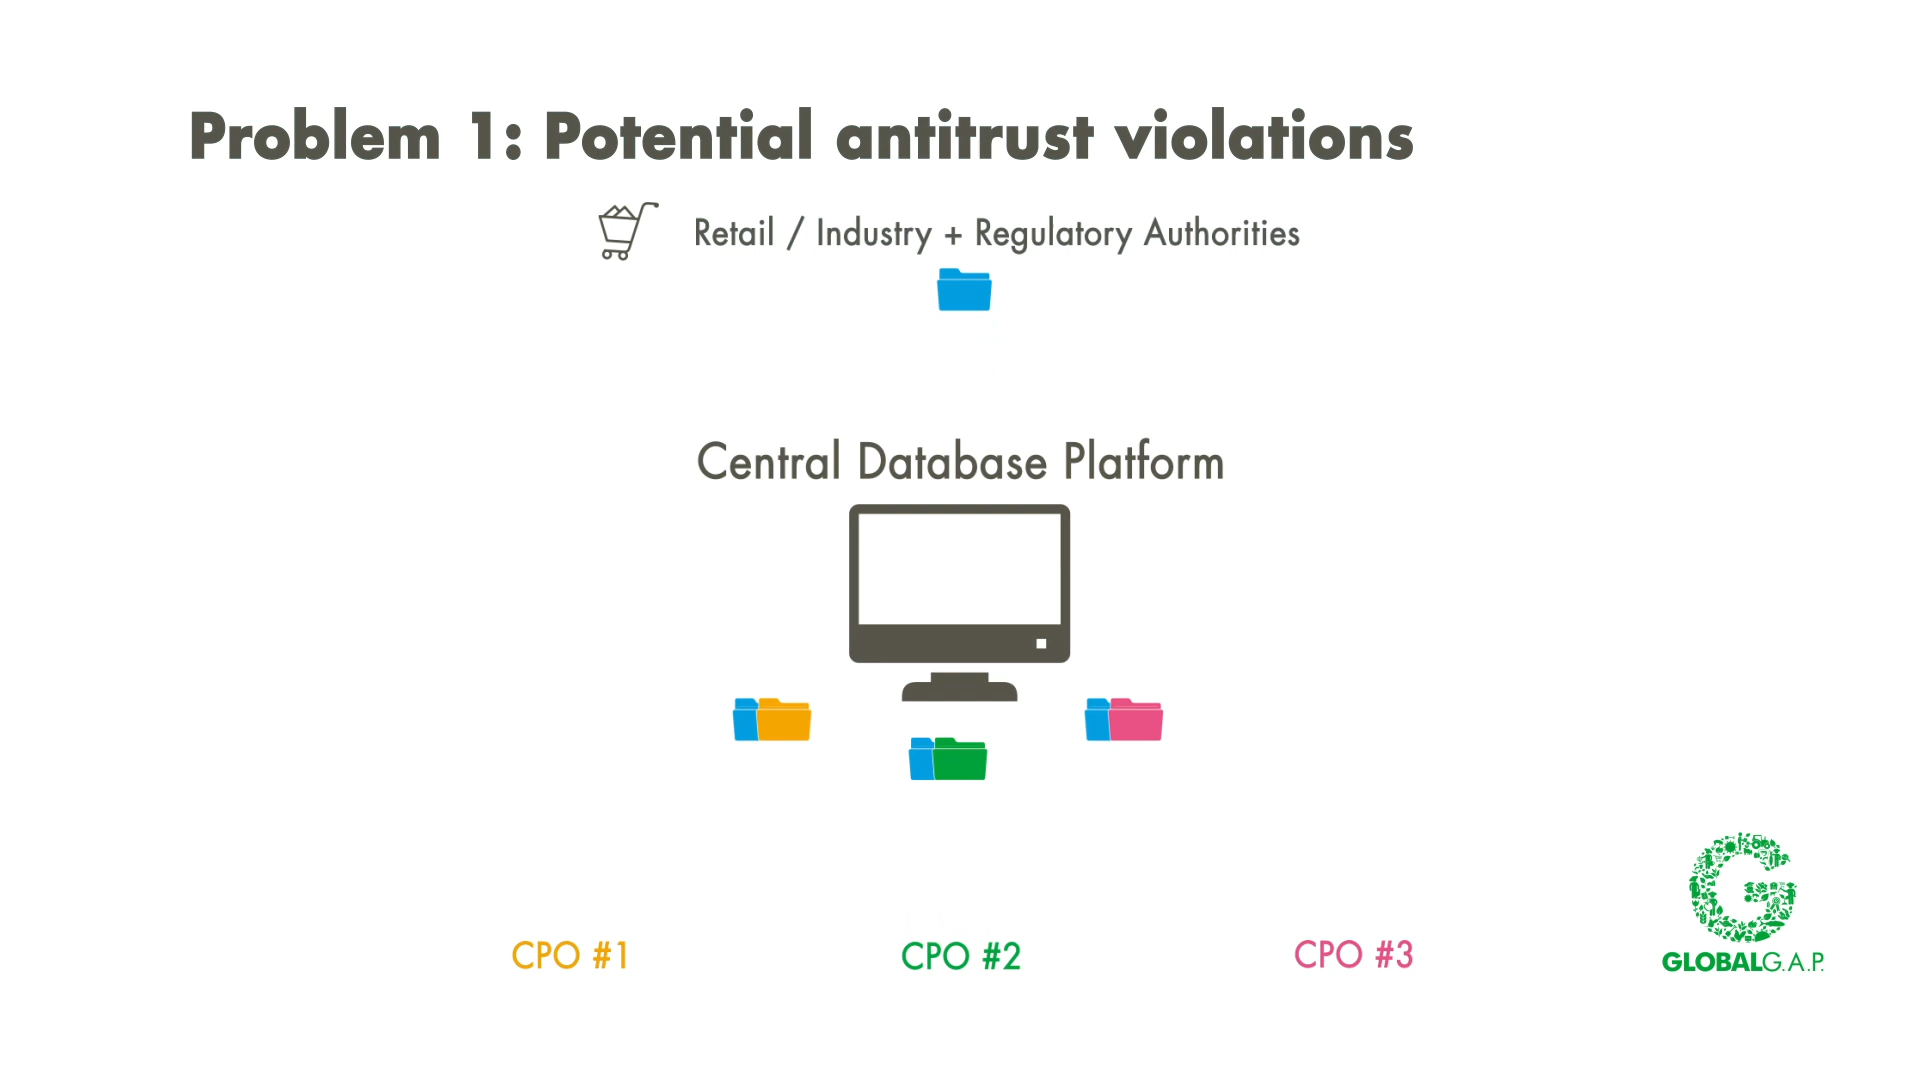 Problem 1: Potential antitrust violations
Retail / Industry + Regulatory Authorities
Central Database Platform
CPO #1
CPO #2
CPO #3
GLOBALG.A.P.